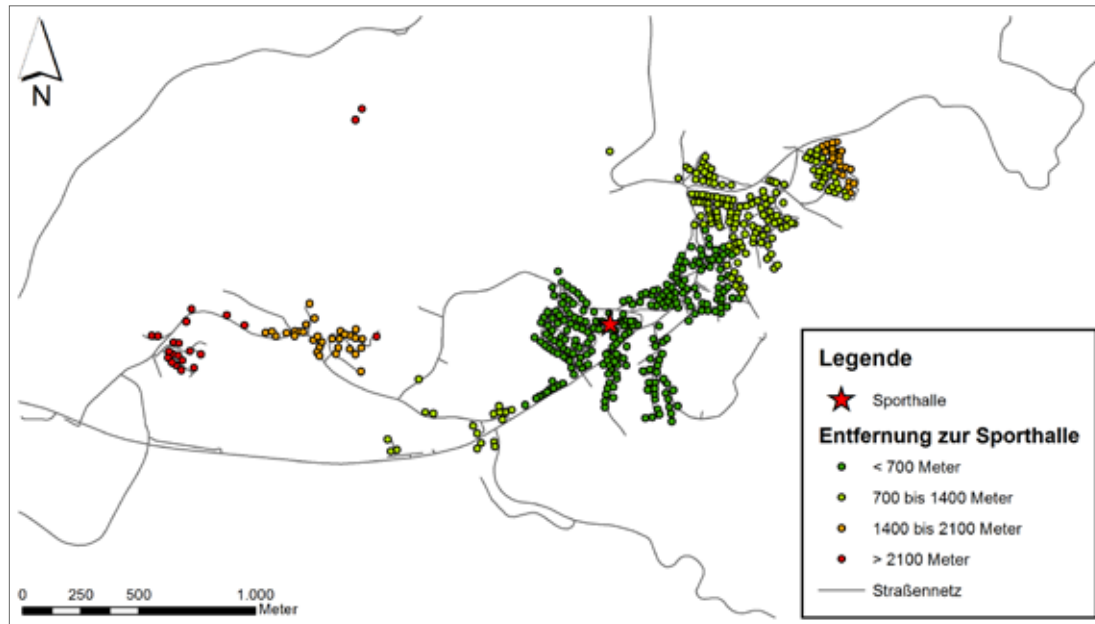 N
Legende
Sporthalle
Entfernung zur Sporthalle
< 700 Meter
700 bis 1400 Meter
1400 bis 2100 Meter
> 2100 Meter
Straßennetz
0 250 500 1.000
Meter